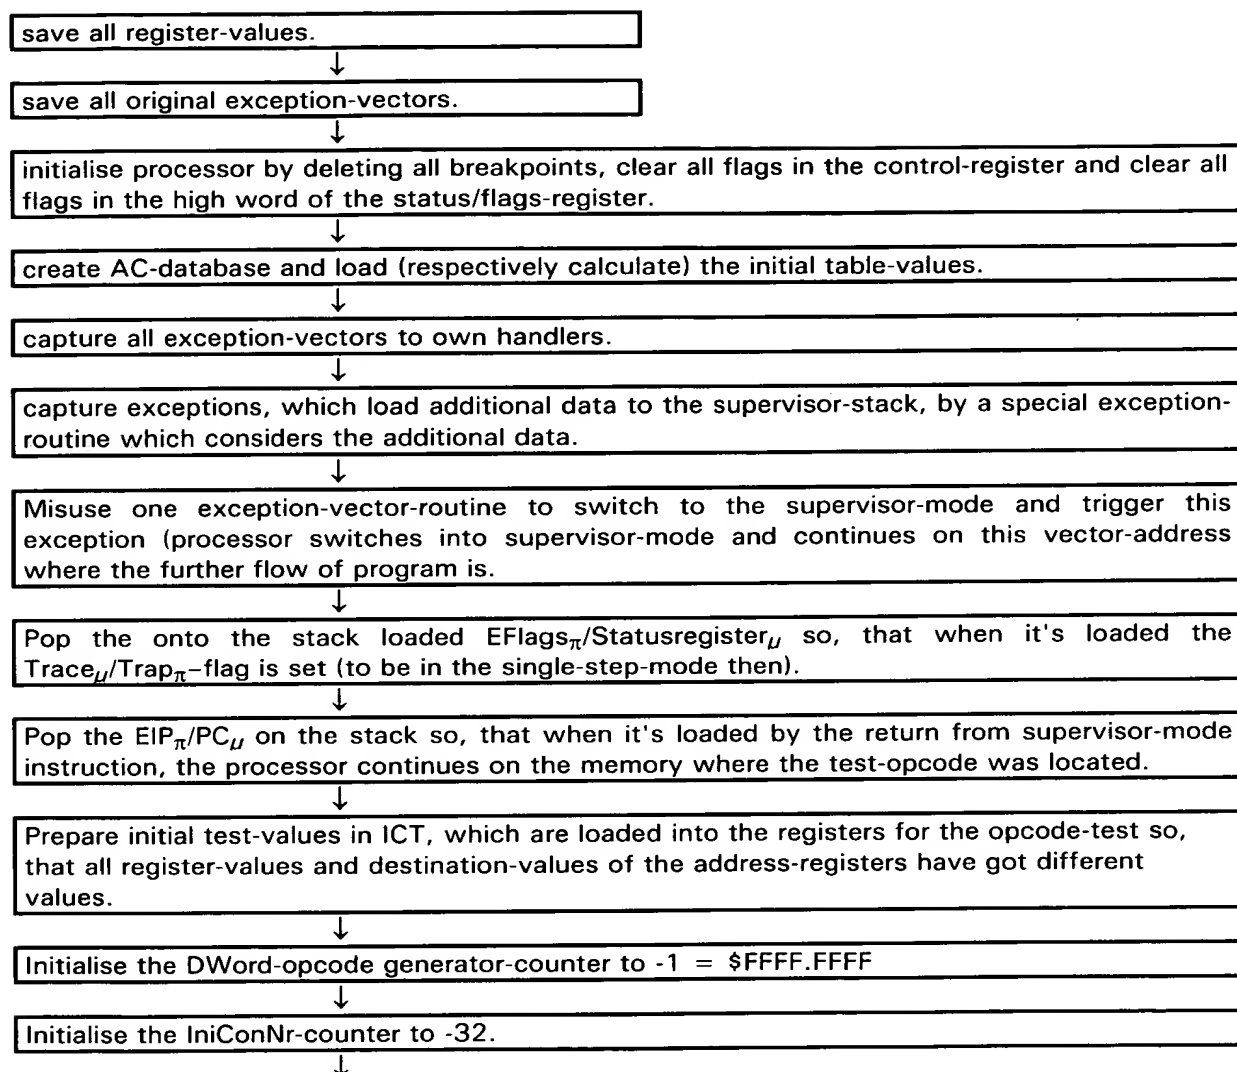 save all register-values.
↓
save all original exception-vectors.
↓
initialise processor by deleting all breakpoints, clear all flags in the control-register and clear all
flags in the high word of the status/flags-register.
↓
create AC-database and load (respectively calculate) the initial table-values.
↓
capture all exception-vectors to own handlers.
↓
capture exceptions, which load additional data to the supervisor-stack, by a special exception-
routine which considers the additional data.
↓
Misuse one exception-vector-routine to switch to the supervisor-mode and trigger this
exception (processor switches into supervisor-mode and continues on this vector-address
where the further flow of program is.
↓
Pop the onto the stack loaded EFlagsπ/Statusregisterμ so, that when it's loaded the
Traceμ/Trapπ–flag is set (to be in the single-step-mode then).
↓
Pop the EIPπ/PCμ on the stack so, that when it's loaded by the return from supervisor-mode
instruction, the processor continues on the memory where the test-opcode was located.
↓
Prepare initial test-values in ICT, which are loaded into the registers for the opcode-test so,
that all register-values and destination-values of the address-registers have got different
values.
↓
Initialise the DWord-opcode generator-counter to -1 = $FFFF.FFFF
↓
Initialise the IniConNr-counter to -32.
↓